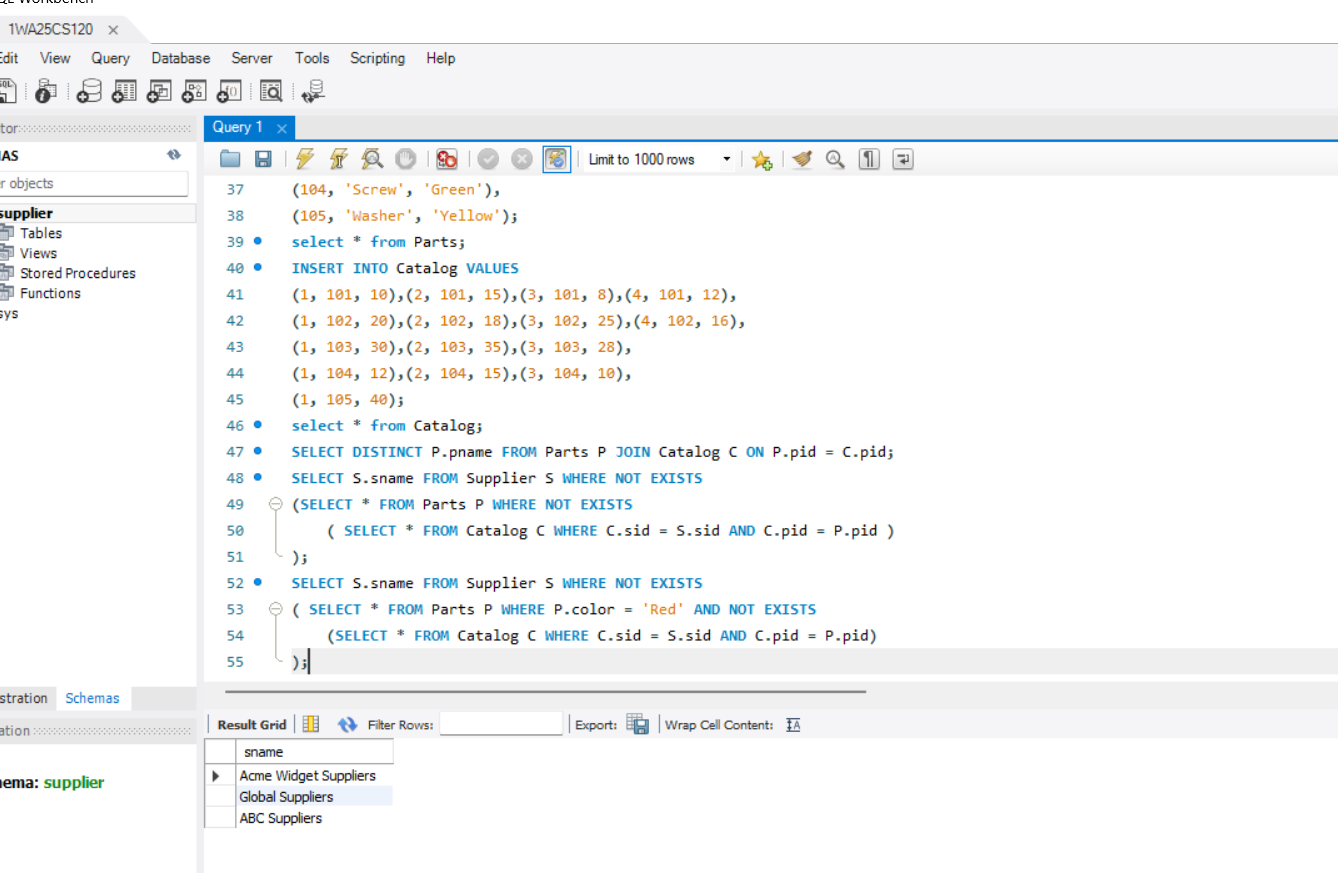 QL Workbench
1WA25CS120
Edit View Query Database Server Tools Scripting Help
Query 1
Limit to 1000 rows
supplier
Tables
Views
Stored Procedures
Functions
sys
37 (104, 'Screw', 'Green'),
38 (105, 'Washer', 'Yellow');
39 select * from Parts;
40 INSERT INTO Catalog VALUES
41 (1, 101, 10),(2, 101, 15),(3, 101, 8),(4, 101, 12),
42 (1, 102, 20),(2, 102, 18),(3, 102, 25),(4, 102, 16),
43 (1, 103, 30),(2, 103, 35),(3, 103, 28),
44 (1, 104, 12),(2, 104, 15),(3, 104, 10),
45 (1, 105, 40);
46 select * from Catalog;
47 SELECT DISTINCT P.pname FROM Parts P JOIN Catalog C ON P.pid = C.pid;
48 SELECT S.sname FROM Supplier S WHERE NOT EXISTS
49 (SELECT * FROM Parts P WHERE NOT EXISTS
50 ( SELECT * FROM Catalog C WHERE C.sid = S.sid AND C.pid = P.pid )
51 );
52 SELECT S.sname FROM Supplier S WHERE NOT EXISTS
53 ( SELECT * FROM Parts P WHERE P.color = 'Red' AND NOT EXISTS
54 (SELECT * FROM Catalog C WHERE C.sid = S.sid AND C.pid = P.pid)
55 );
tor
MAS
r objects
stration Schemas
ation
ema: supplier
Result Grid Filter Rows: Export: Wrap Cell Content:
sname
Acme Widget Suppliers
Global Suppliers
ABC Suppliers